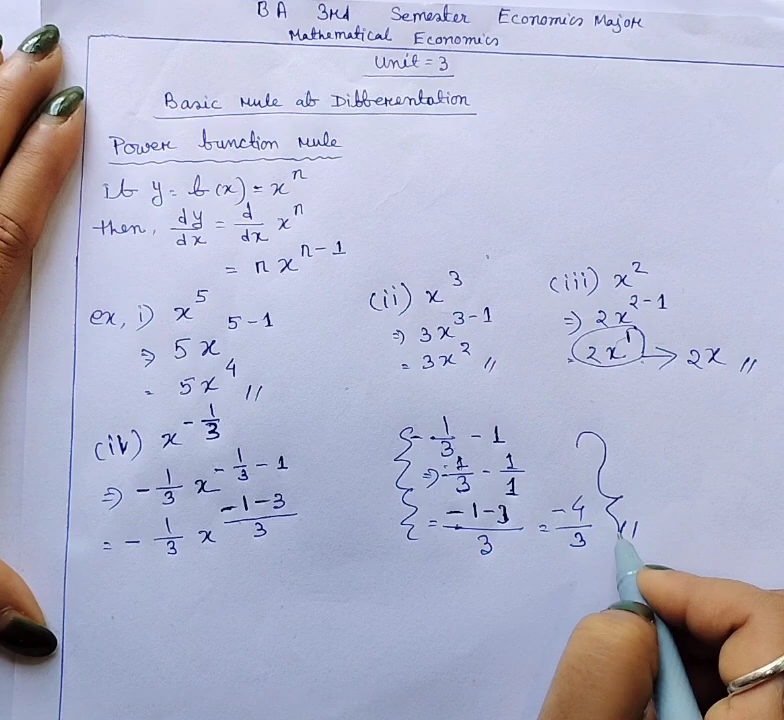 BA 3rd Semester Economics Major
Mathematical Economics
Unit = 3
Basic rule of Differentation
Power function rule
if y = f(x) = x^n
then, dy/dx = d/dx x^n
= n x^(n-1)
ex, i) x^5
⇒ 5x^(5-1)
= 5x^4 //
(ii) x^3
⇒ 3x^(3-1)
= 3x^2 //
(iii) x^2
⇒ 2x^(2-1)
= 2x^1 → 2x //
(iv) x^(-1/3)
⇒ -1/3 x^(-1/3 - 1)
= -1/3 x^((-1-3)/3)
{ -1/3 - 1
⇒ -1/3 - 1/1
= (-1-3)/3 = -4/3 } //